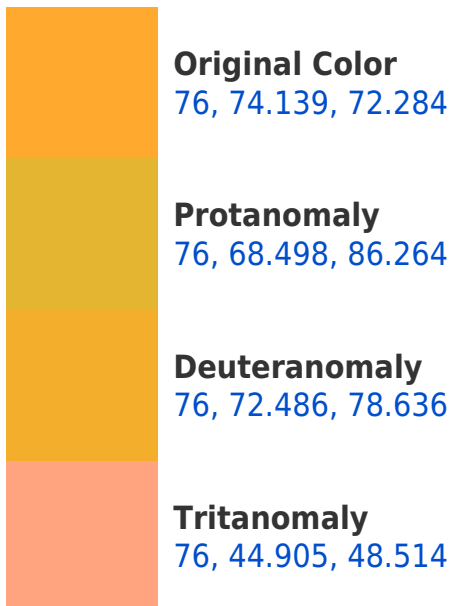 Original Color
76, 74.139, 72.284
Protanomaly
76, 68.498, 86.264
Deuteranomaly
76, 72.486, 78.636
Tritanomaly
76, 44.905, 48.514